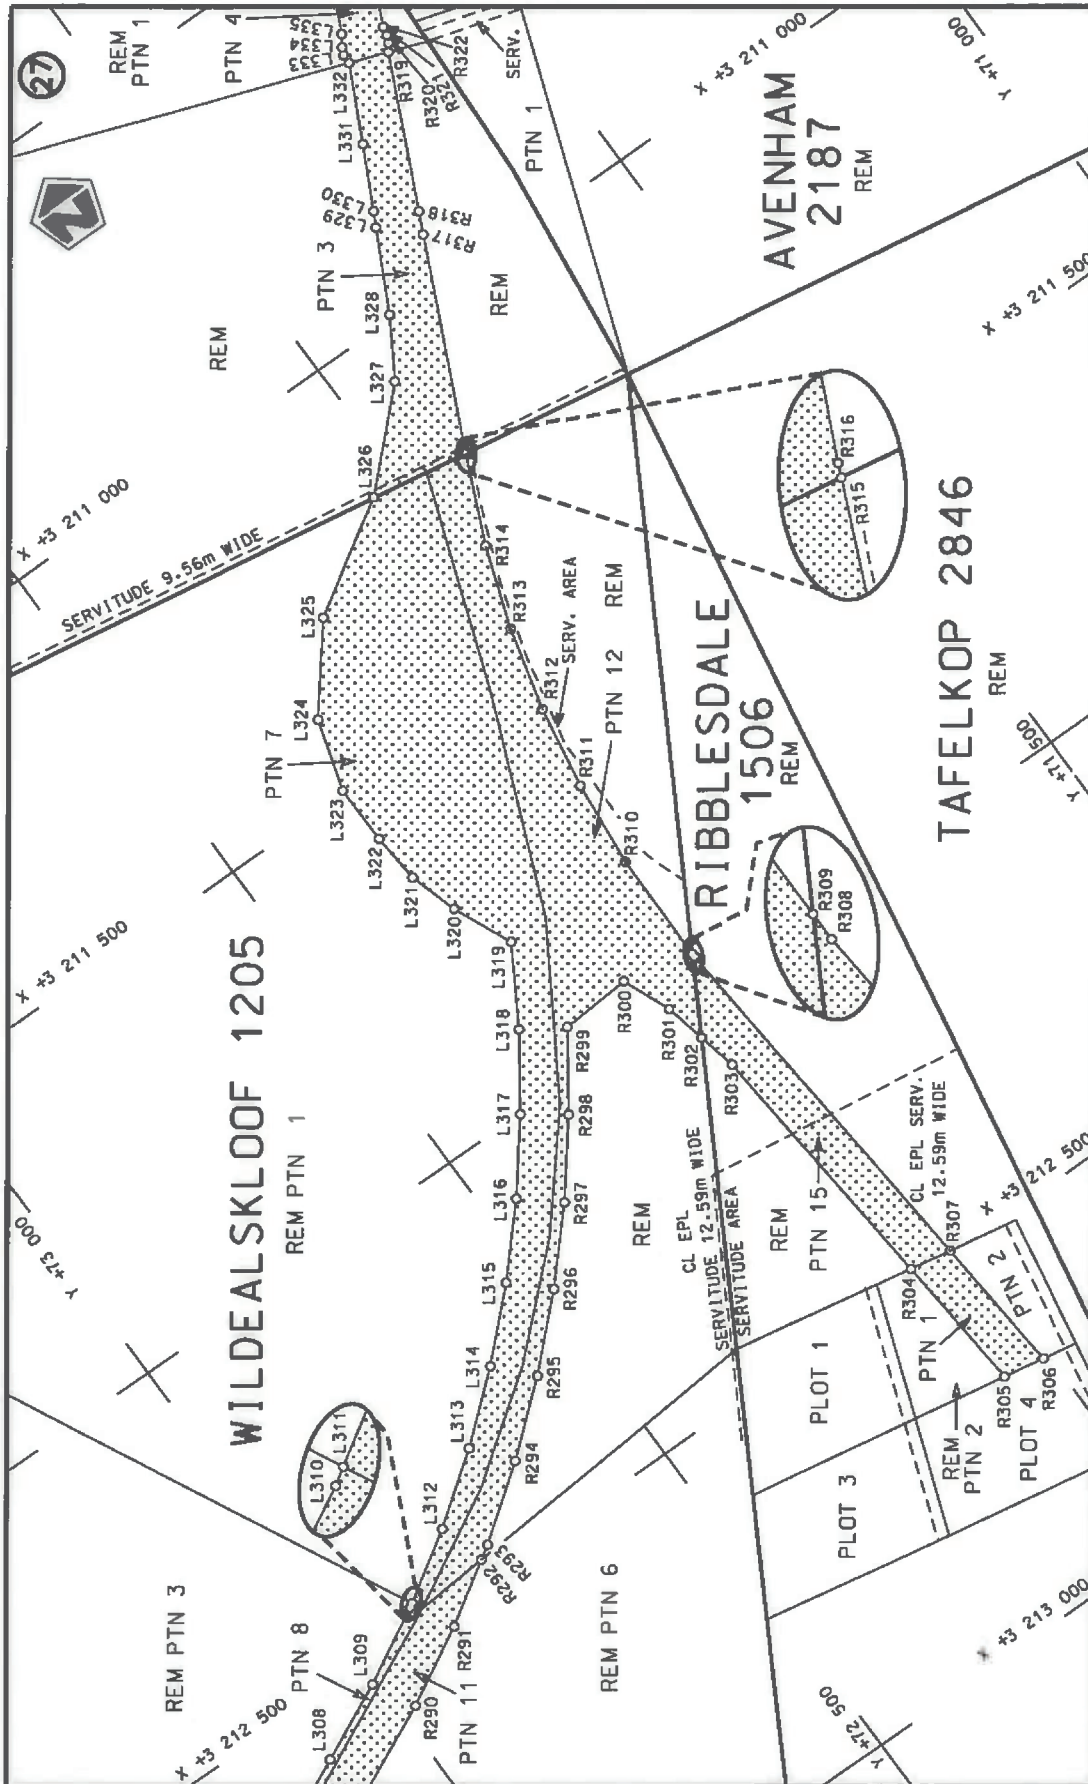 27
REM
PTN 1
PTN 4
L335
L334
L333
L332
L331
L330
L329
PTN 3
L328
L327
L326
REM
R322
R321
R320
R319
SERV.
R318
R317
REM
PTN 1
X +3 211 000
Y +71 000
AVENHAM
2187
REM
X +3 211 500
X +3 211 000
SERVITUDE 9.56m WIDE
L325
L324
PTN 7
L323
L322
L321
L320
L319
L318
L317
L316
L315
L314
L313
L312
L311
L310
L309
L308
R316
R315
R314
R313
R312
SERV. AREA
R311
PTN 12
REM
R310
RIBBLESDALE
1506
REM
R309
R308
TAFELKOP 2846
REM
Y +71 500
X +3 211 500
WILDEALSKLOOF 1205
REM PTN 1
Y +73 000
R300
R301
R302
R303
R299
R298
R297
R296
R295
R294
R293
R292
R291
R290
REM
CL EPL
SERVITUDE 12.59m WIDE
SERVITUDE AREA
REM
PTN 15
CL EPL SERV.
12.59m WIDE
X +3 212 500
R307
R304
PTN 2
PTN 1
PLOT 1
R305
R306
REM
PTN 2
PLOT 4
PLOT 3
REM PTN 3
PTN 8
X +3 212 500
PTN 11
REM PTN 6
Y +72 500
X +3 213 000